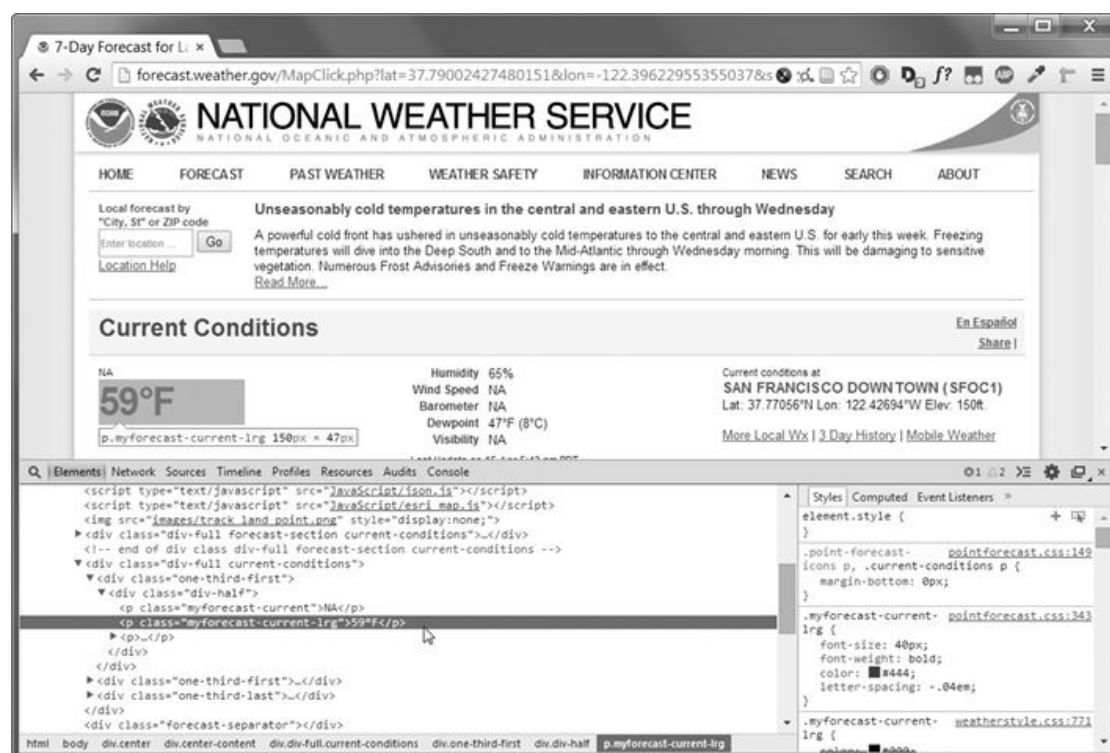 7-Day Forecast for L
forecast.weather.gov/MapClick.php?lat=37.79002427480151&lon=-122.39622955355037&s
NATIONAL WEATHER SERVICE
NATIONAL OCEANIC AND ATMOSPHERIC ADMINISTRATION
HOME FORECAST PAST WEATHER WEATHER SAFETY INFORMATION CENTER NEWS SEARCH ABOUT
Local forecast by
"City, St" or ZIP code
Enter location ...
Go
Location Help
Unseasonably cold temperatures in the central and eastern U.S. through Wednesday
A powerful cold front has ushered in unseasonably cold temperatures to the central and eastern U.S. for early this week. Freezing
temperatures will dive into the Deep South and to the Mid-Atlantic through Wednesday morning. This will be damaging to sensitive
vegetation. Numerous Frost Advisories and Freeze Warnings are in effect.
Read More...
Current Conditions
En Español
Share |
NA
59°F
p.myforecast-current-lrg 150px × 47px
Humidity 65%
Wind Speed NA
Barometer NA
Dewpoint 47°F (8°C)
Visibility NA
Current conditions at
SAN FRANCISCO DOWNTOWN (SFOC1)
Lat: 37.77056°N Lon: 122.42694°W Elev: 150ft.
More Local Wx | 3 Day History | Mobile Weather
Elements Network Sources Timeline Profiles Resources Audits Console
1 2
<script type="text/javascript" src="JavaScript/json.js"></script>
<script type="text/javascript" src="JavaScript/esri_map.js"></script>
<img src="images/track_land_point.png" style="display:none;">
▶<div class="div-full forecast-section current-conditions">…</div>
<!-- end of div class div-full forecast-section current-conditions -->
▼<div class="div-full current-conditions">
▼<div class="one-third-first">
▼<div class="div-half">
<p class="myforecast-current">NA</p>
<p class="myforecast-current-lrg">59°F</p>
▶<p>…</p>
</div>
</div>
▶<div class="one-third-first">…</div>
▶<div class="one-third-last">…</div>
</div>
<div class="forecast-separator"></div>
html body div.center div.center-content div.div-full.current-conditions div.one-third-first div.div-half p.myforecast-current-lrg
Styles Computed Event Listeners »
element.style {
}
.point-forecast- pointforecast.css:149
icons p, .current-conditions p {
margin-bottom: 0px;
}
.myforecast-current- pointforecast.css:343
lrg {
font-size: 40px;
font-weight: bold;
color: #444;
letter-spacing: -.04em;
}
.myforecast-current- weatherstyle.css:771
lrg {